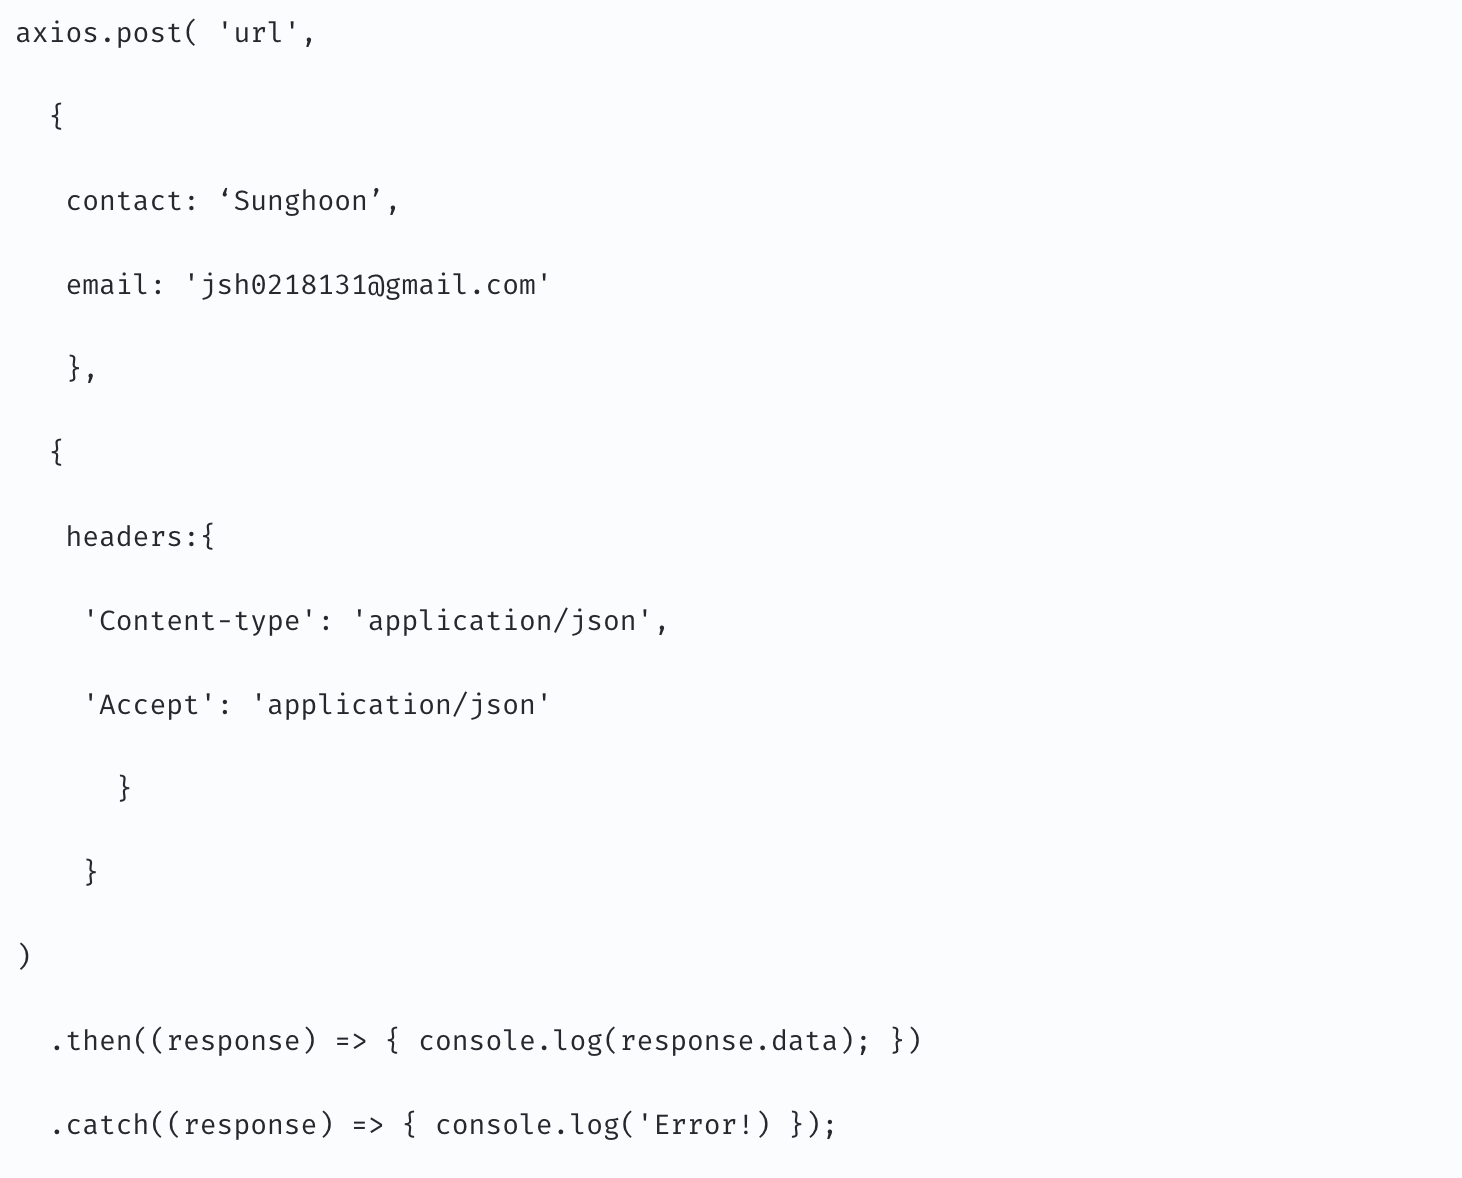 axios.post( 'url',
{
contact: ‘Sunghoon’,
email: 'jsh0218131@gmail.com'
},
{
headers:{
'Content-type': 'application/json',
'Accept': 'application/json'
}
}
)
.then((response) => { console.log(response.data); })
.catch((response) => { console.log('Error!) });